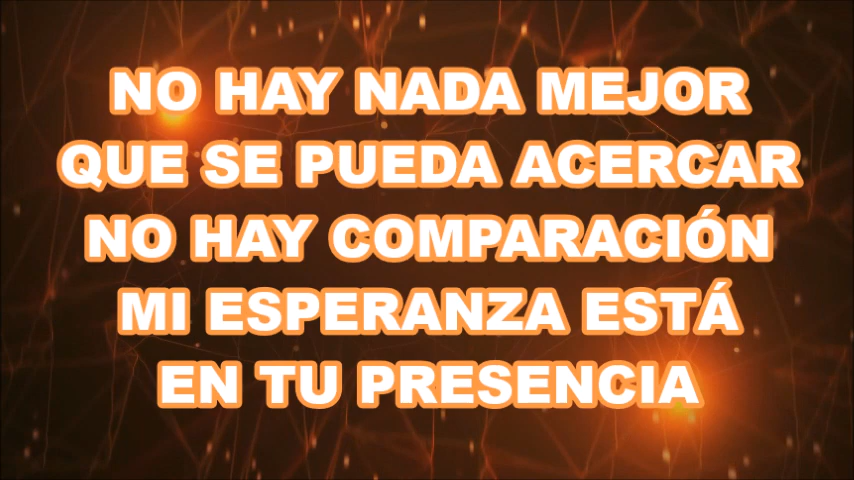 NO HAY NADA MEJOR
QUE SE PUEDA ACERCAR
NO HAY COMPARACIÓN
MI ESPERANZA ESTÁ
EN TU PRESENCIA